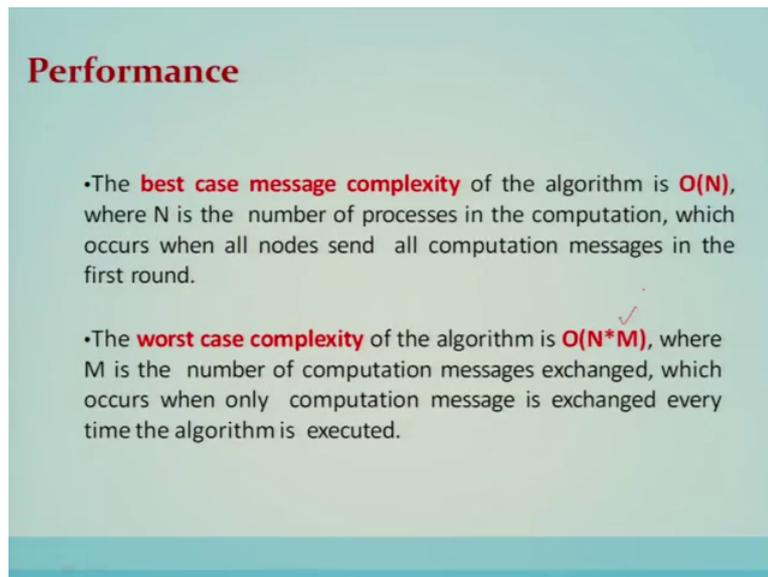 Performance
•The best case message complexity of the algorithm is O(N),
where N is the number of processes in the computation, which
occurs when all nodes send all computation messages in the
first round.
•The worst case complexity of the algorithm is O(N*M), where
M is the number of computation messages exchanged, which
occurs when only computation message is exchanged every
time the algorithm is executed.